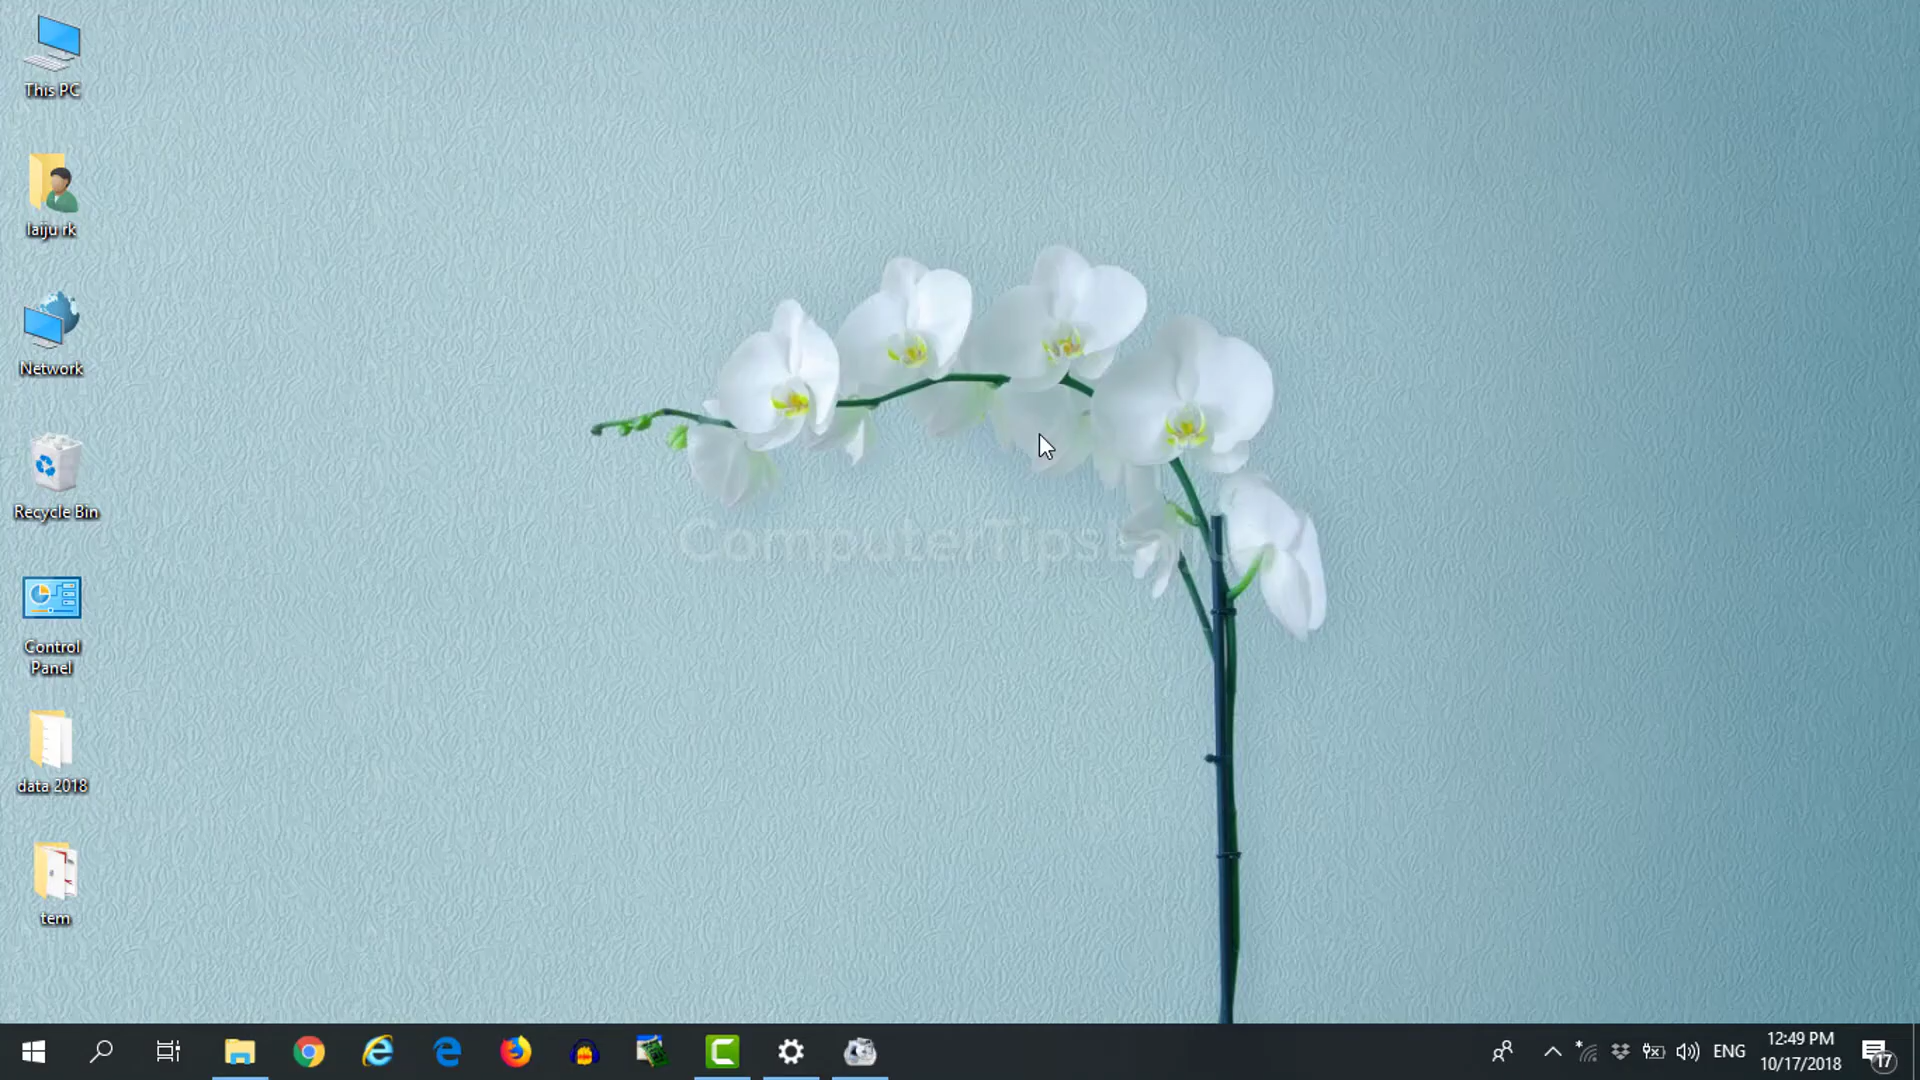 This PC
laiju rk
Network
Recycle Bin
Control
Panel
data 2018
tem
ComputerTipsLaiju
ENG
12:49 PM
10/17/2018
17